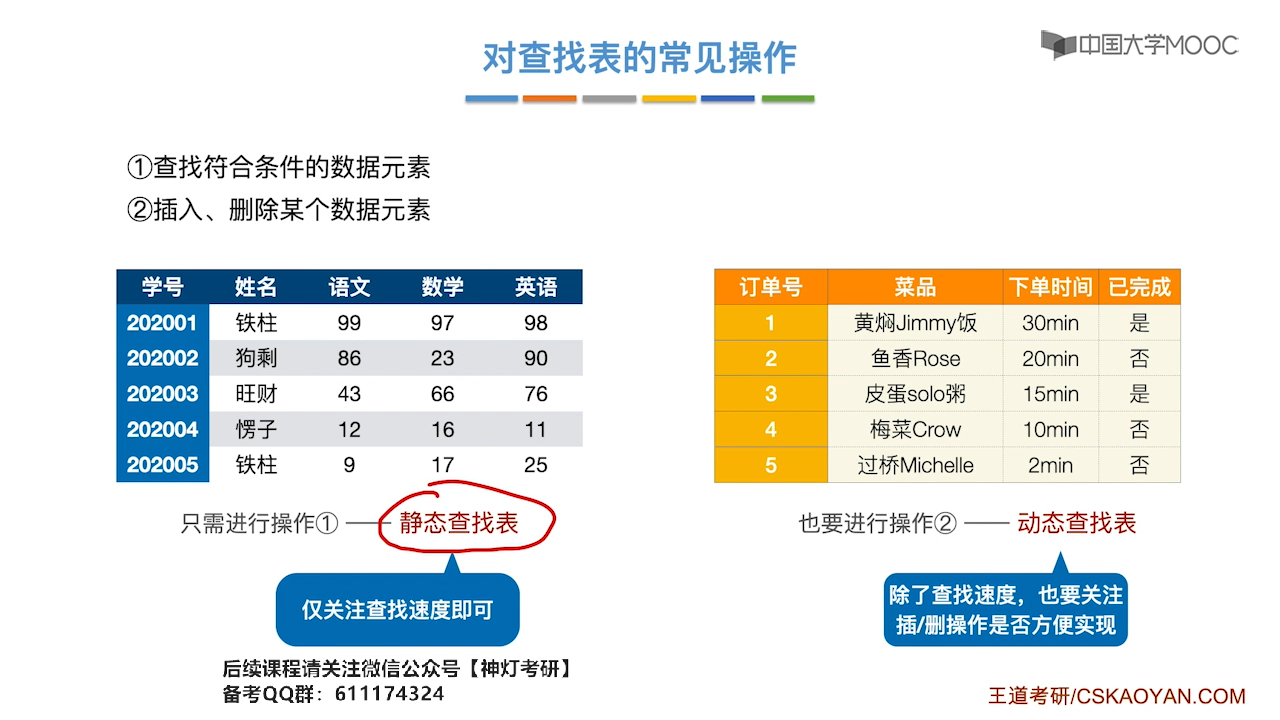 对查找表的常见操作
中国大学MOOC
①查找符合条件的数据元素
②插入、删除某个数据元素
学号 姓名 语文 数学 英语
202001 铁柱 99 97 98
202002 狗剩 86 23 90
202003 旺财 43 66 76
202004 愣子 12 16 11
202005 铁柱 9 17 25
订单号 菜品 下单时间 已完成
1 黄焖Jimmy饭 30min 是
2 鱼香Rose 20min 否
3 皮蛋solo粥 15min 是
4 梅菜Crow 10min 否
5 过桥Michelle 2min 否
只需进行操作① 静态查找表
也要进行操作② 动态查找表
仅关注查找速度即可
除了查找速度，也要关注
插/删操作是否方便实现
后续课程请关注微信公众号【神灯考研】
备考QQ群：611174324
王道考研/CSKAOYAN.COM